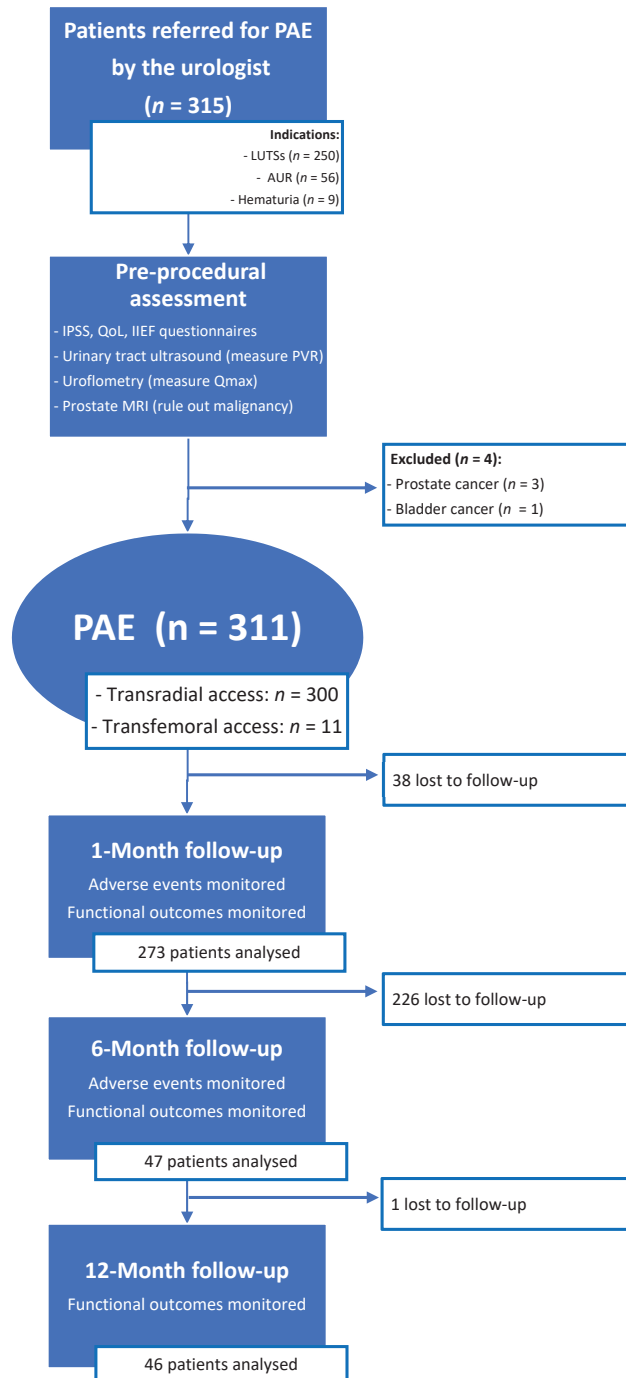 Patients referred for PAE
by the urologist
(n = 315)
Indications:
- LUTSs (n = 250)
- AUR (n = 56)
- Hematuria (n = 9)
Pre-procedural
assessment
- IPSS, QoL, IIEF questionnaires
- Urinary tract ultrasound (measure PVR)
- Uroflometry (measure Qmax)
- Prostate MRI (rule out malignancy)
Excluded (n = 4):
- Prostate cancer (n = 3)
- Bladder cancer (n = 1)
PAE (n = 311)
- Transradial access: n = 300
- Transfemoral access: n = 11
38 lost to follow-up
1-Month follow-up
Adverse events monitored
Functional outcomes monitored
273 patients analysed
226 lost to follow-up
6-Month follow-up
Adverse events monitored
Functional outcomes monitored
47 patients analysed
1 lost to follow-up
12-Month follow-up
Functional outcomes monitored
46 patients analysed